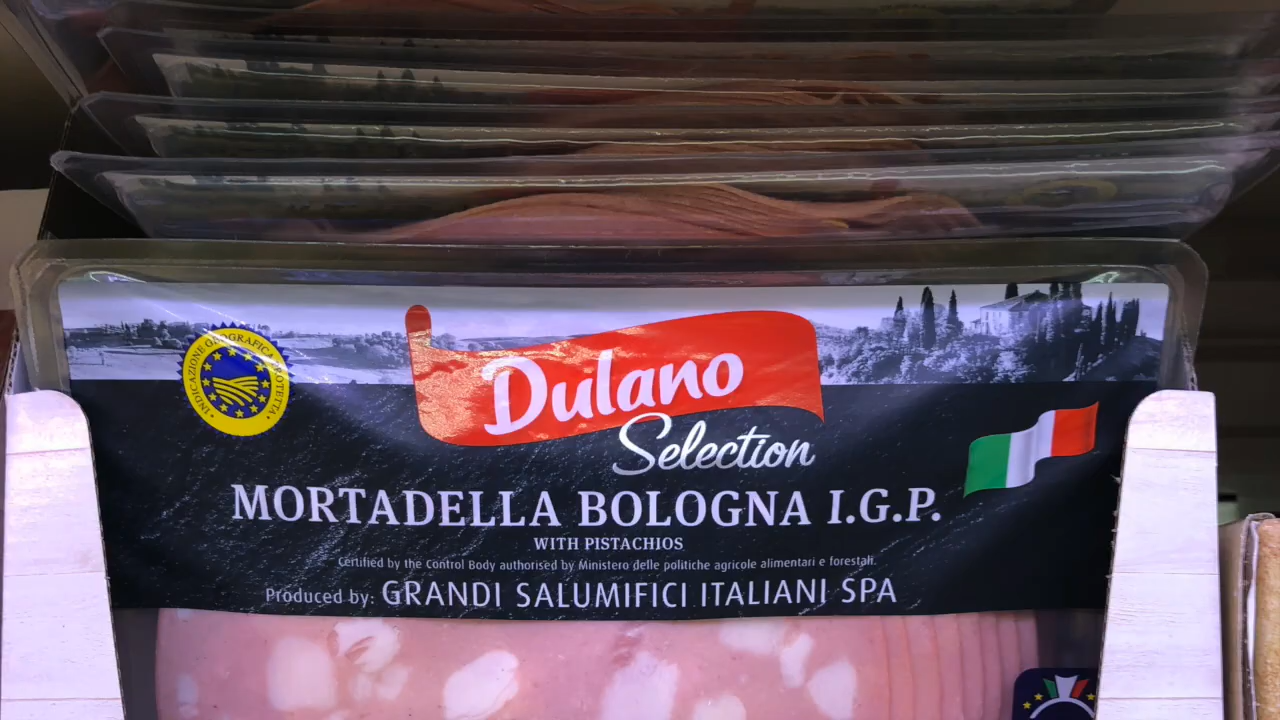 INDICAZIONE GEOGRAFICA PROTETTA
Dulano
Selection
MORTADELLA BOLOGNA I.G.P.
WITH PISTACHIOS
Certified by the Control Body authorised by Ministero delle politiche agricole alimentari e forestali.
Produced by: GRANDI SALUMIFICI ITALIANI SPA